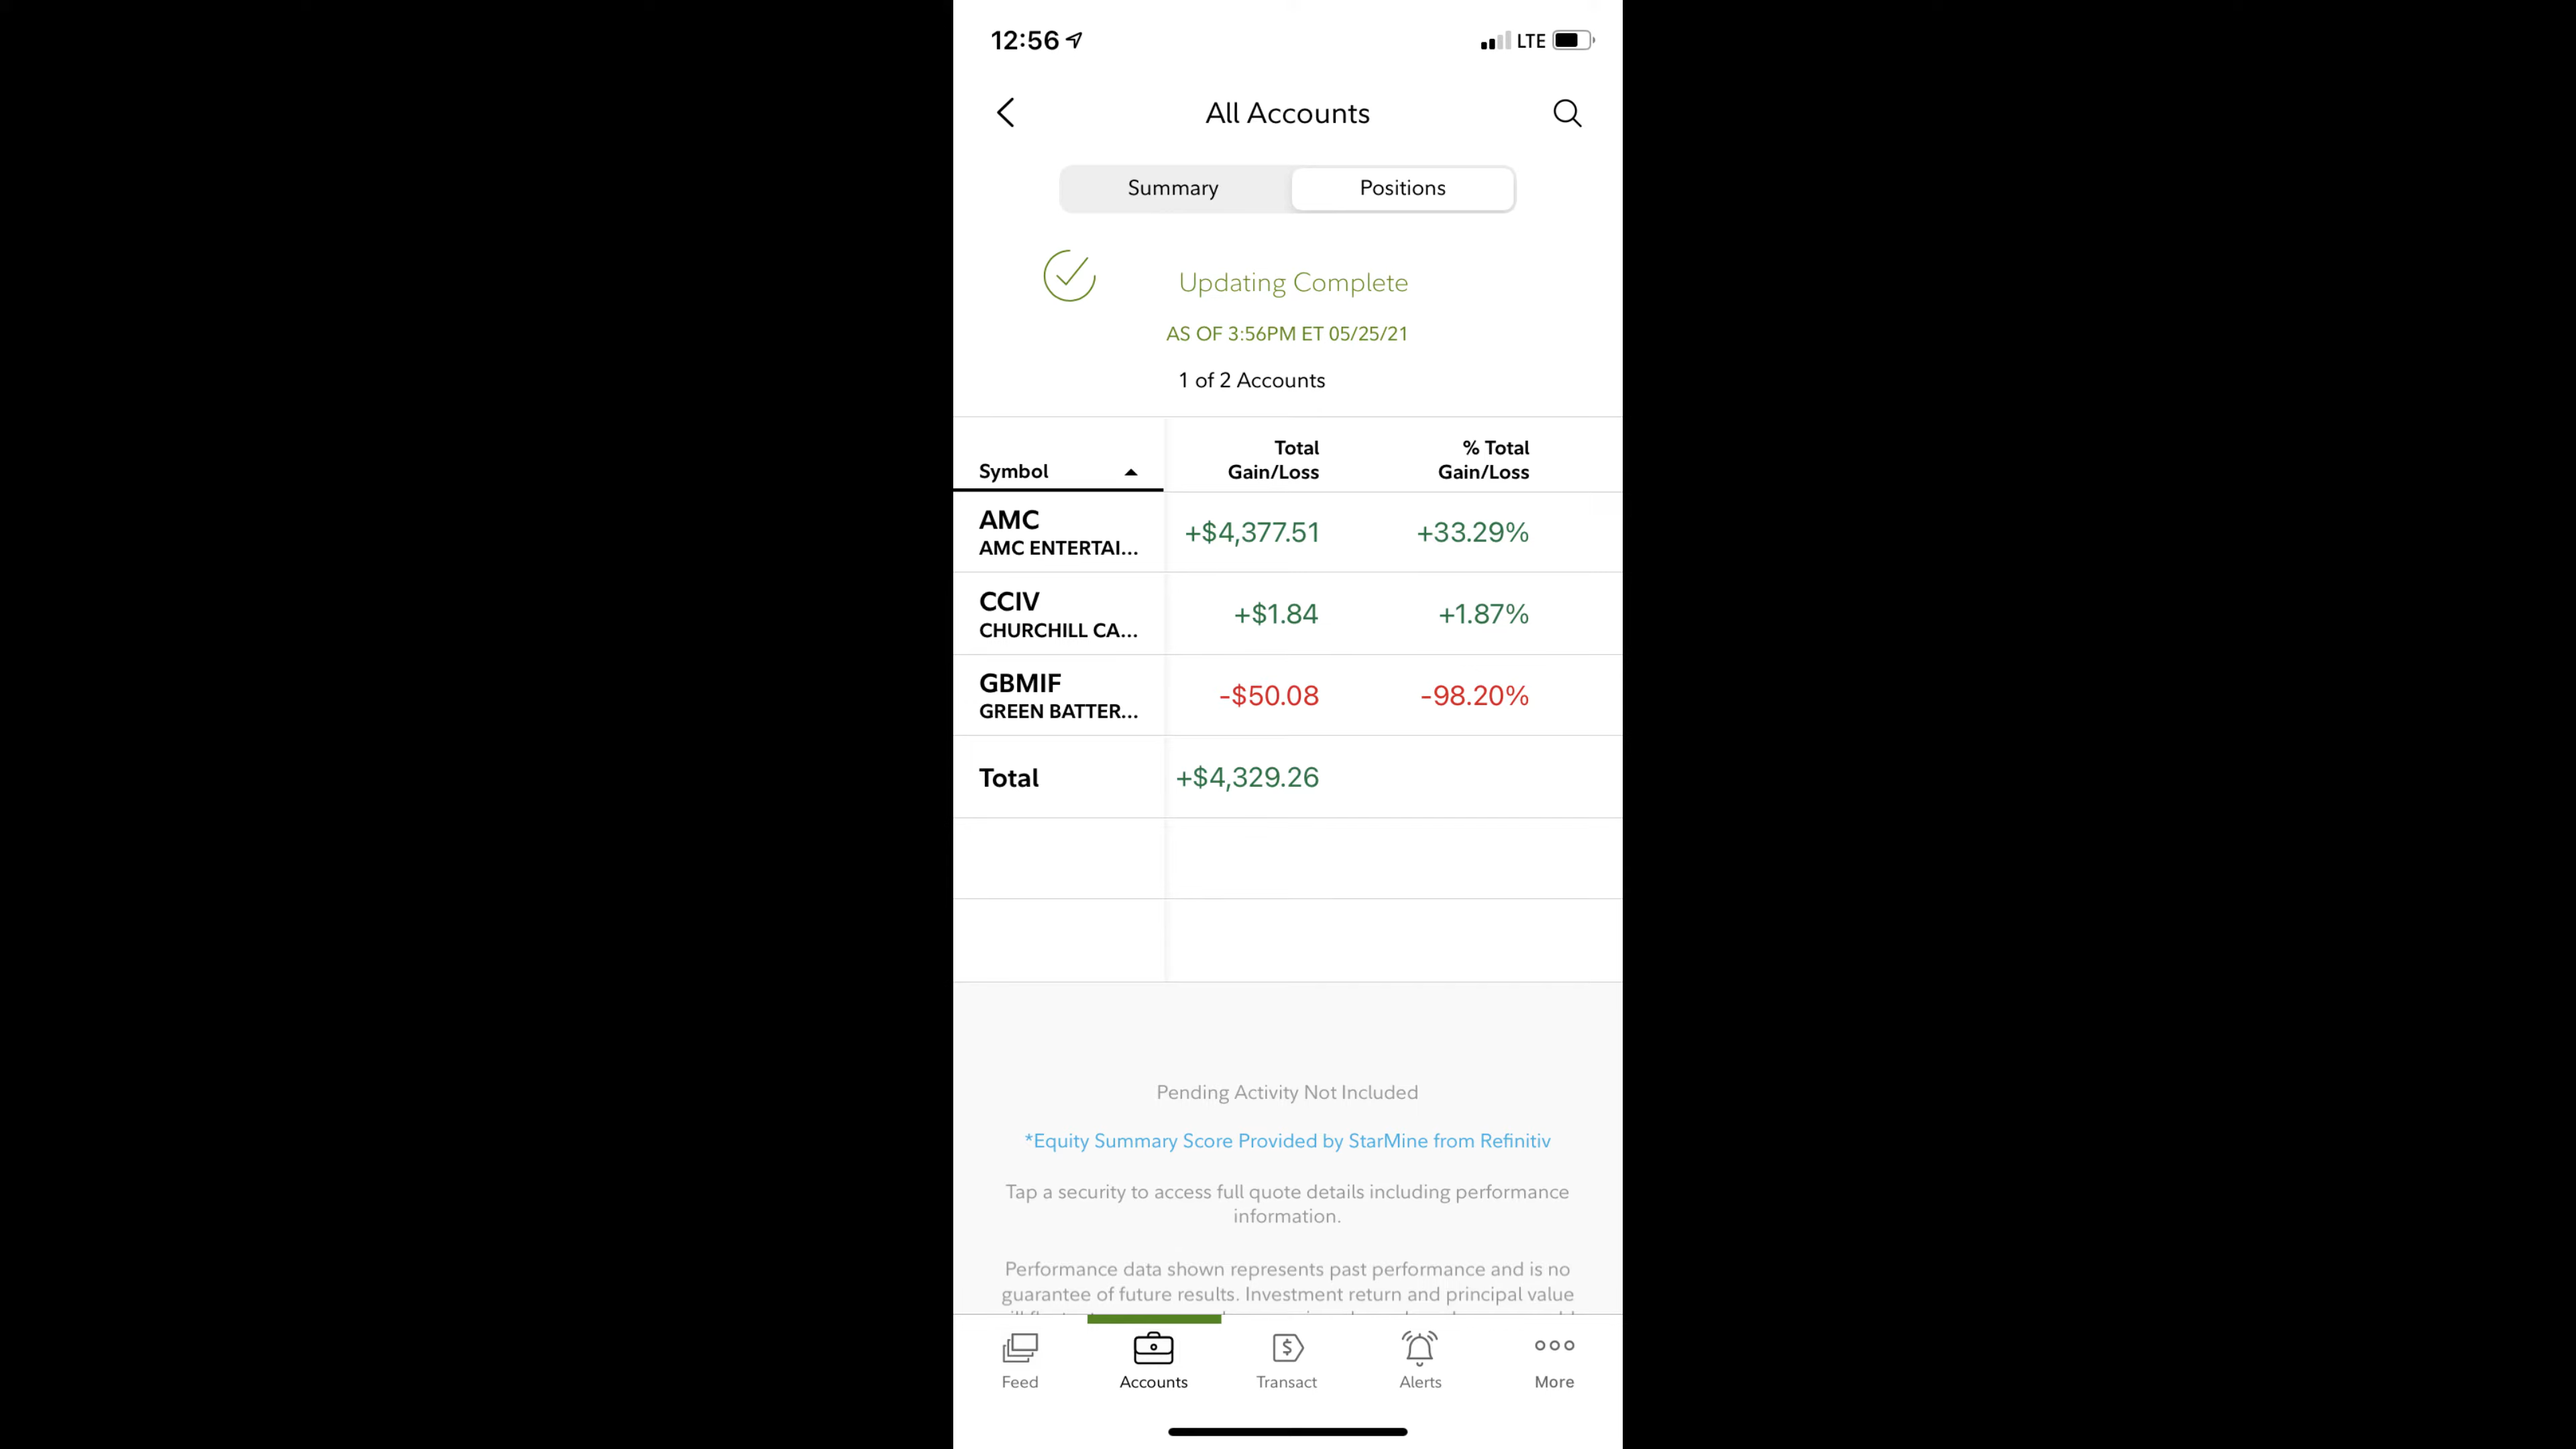 12:56
LTE
All Accounts
Summary
Positions
Updating Complete
AS OF 3:56PM ET 05/25/21
1 of 2 Accounts
Symbol
Total
Gain/Loss
% Total
Gain/Loss
AMC
AMC ENTERTAI...
+$4,377.51
+33.29%
CCIV
CHURCHILL CA...
+$1.84
+1.87%
GBMIF
GREEN BATTER...
-$50.08
-98.20%
Total
+$4,329.26
Pending Activity Not Included
*Equity Summary Score Provided by StarMine from Refinitiv
Tap a security to access full quote details including performance
information.
Performance data shown represents past performance and is no
guarantee of future results. Investment return and principal value
Feed
Accounts
Transact
Alerts
More